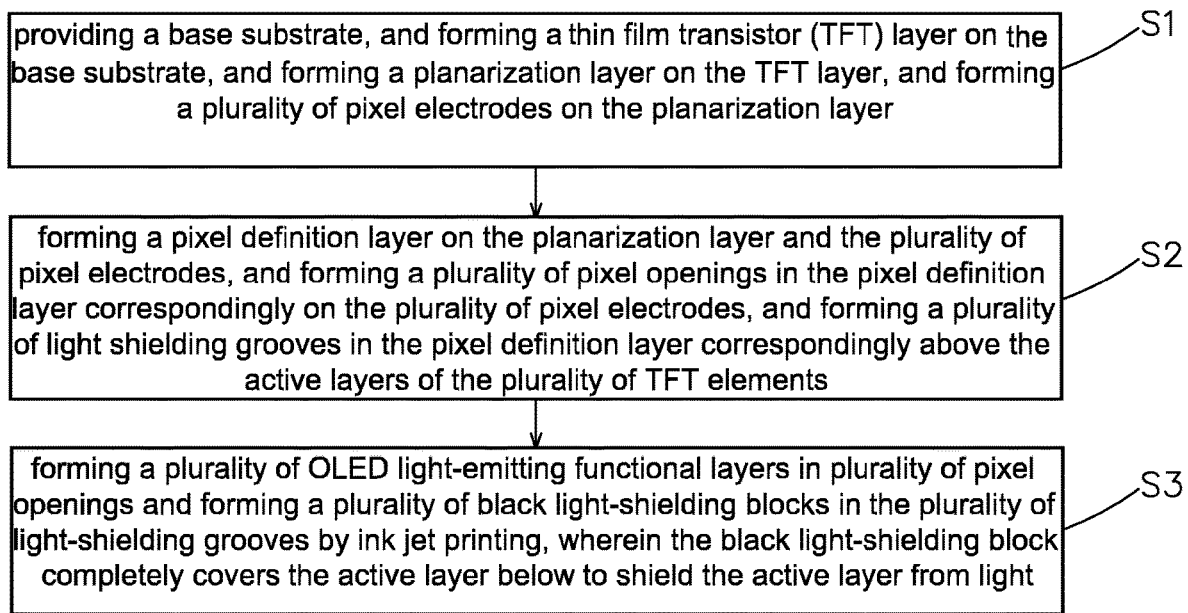 providing a base substrate, and forming a thin film transistor (TFT) layer on the
base substrate, and forming a planarization layer on the TFT layer, and forming
a plurality of pixel electrodes on the planarization layer
S1
forming a pixel definition layer on the planarization layer and the plurality of
pixel electrodes, and forming a plurality of pixel openings in the pixel definition
layer correspondingly on the plurality of pixel electrodes, and forming a plurality
of light shielding grooves in the pixel definition layer correspondingly above the
active layers of the plurality of TFT elements
S2
forming a plurality of OLED light-emitting functional layers in plurality of pixel
openings and forming a plurality of black light-shielding blocks in the plurality of
light-shielding grooves by ink jet printing, wherein the black light-shielding block
completely covers the active layer below to shield the active layer from light
S3